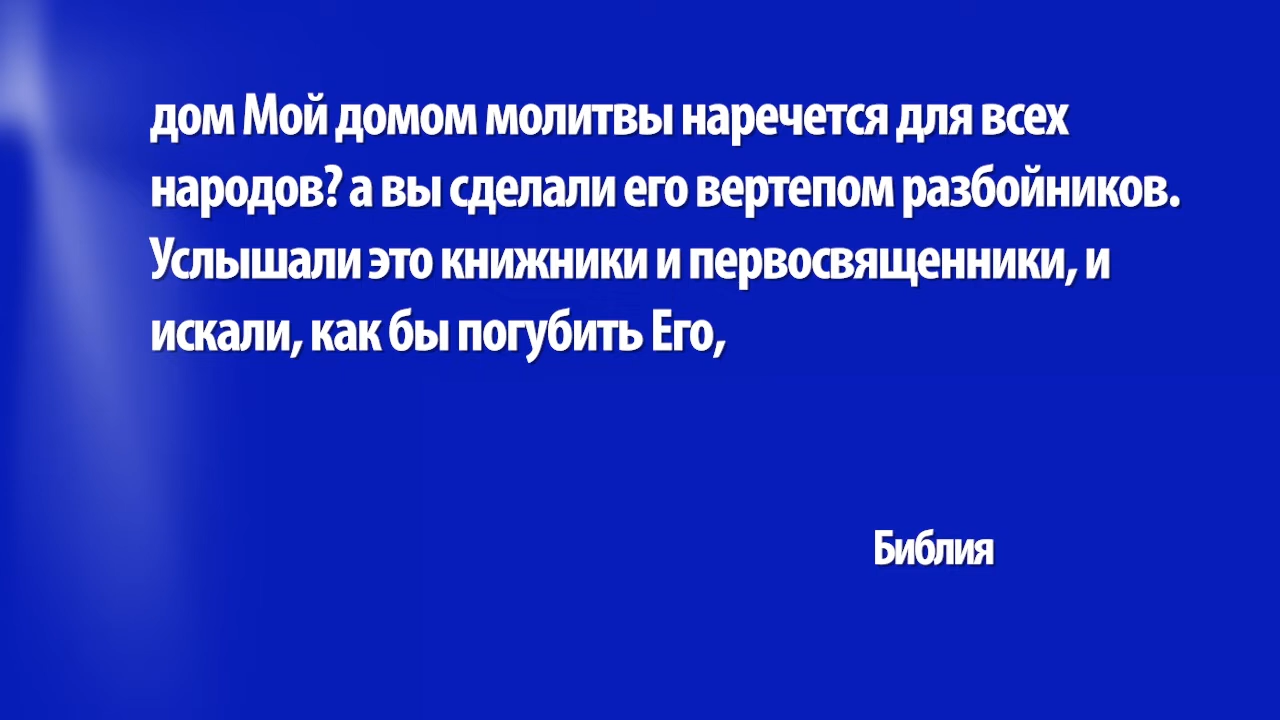 дом Мой домом молитвы наречется для всех
народов? а вы сделали его вертепом разбойников.
Услышали это книжники и первосвященники, и
искали, как бы погубить Его,
Библия